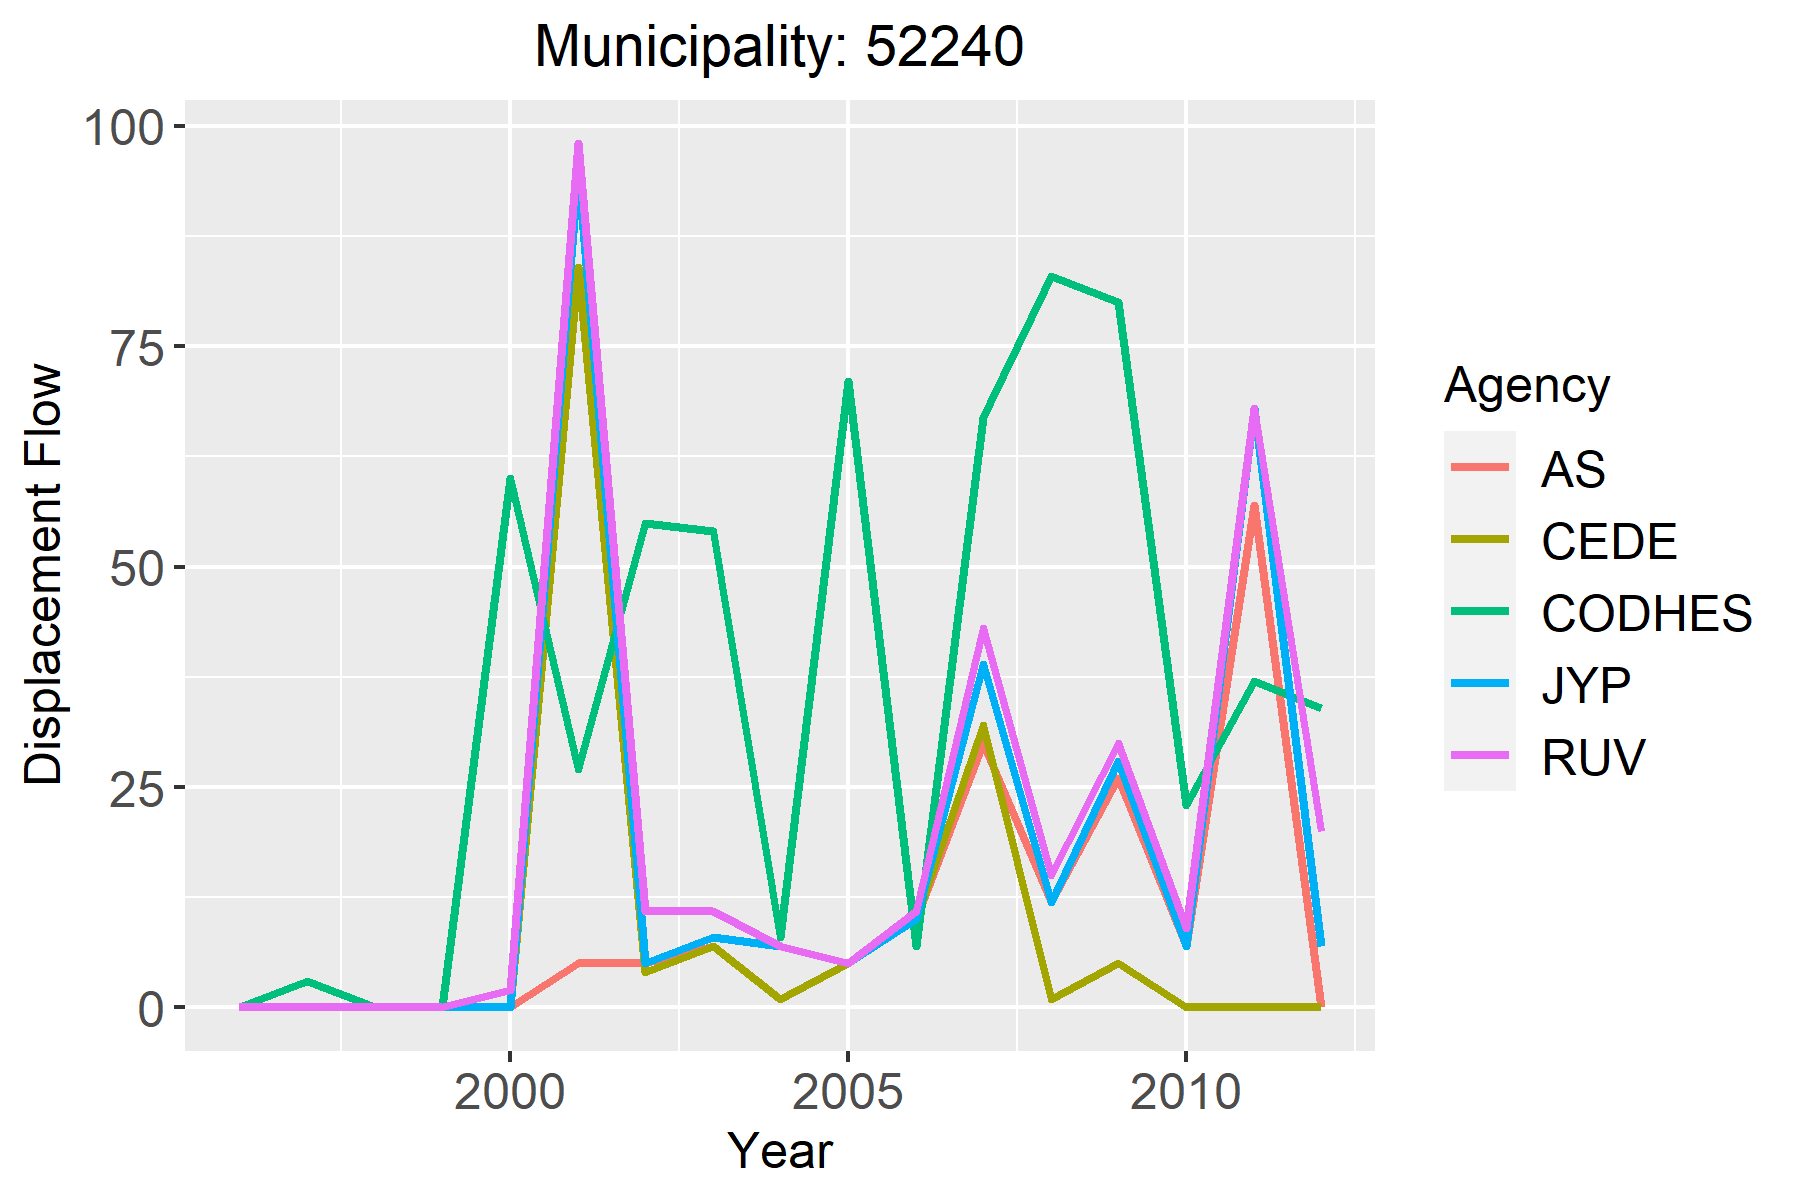 Municipality: 52240
100
75
50
25
0
Displacement Flow
2000 2005 2010
Year
Agency
AS
CEDE
CODHES
JYP
RUV